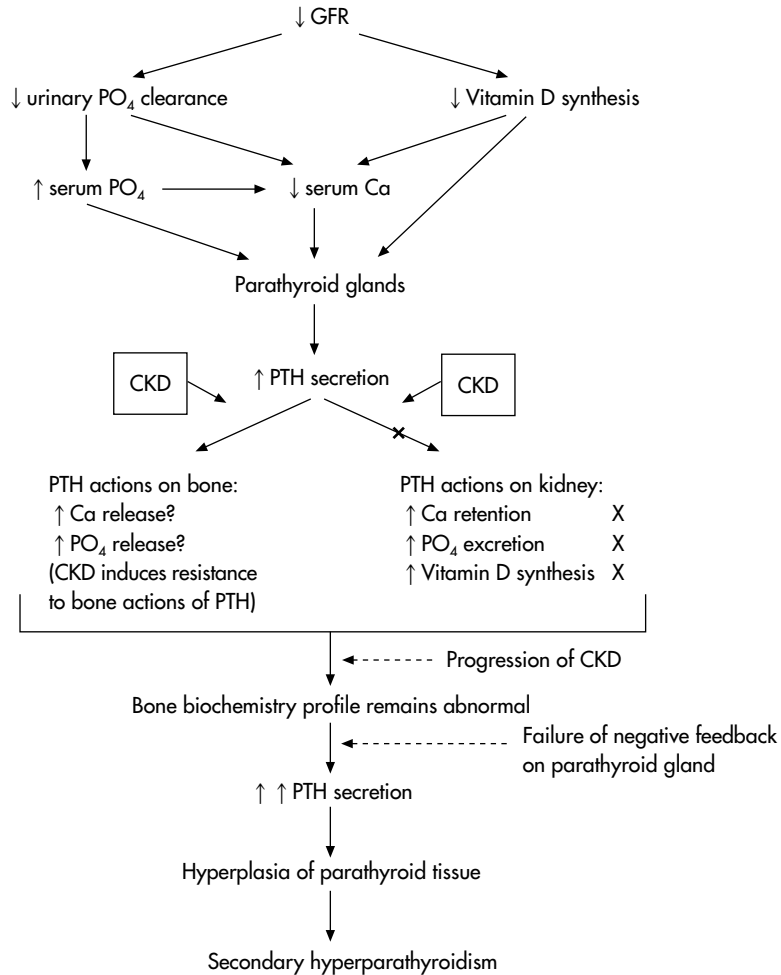 ↓ GFR
↓ urinary PO₄ clearance
↓ Vitamin D synthesis
↑ serum PO₄
↓ serum Ca
Parathyroid glands
CKD
↑ PTH secretion
CKD
PTH actions on bone:
↑ Ca release?
↑ PO₄ release?
(CKD induces resistance
to bone actions of PTH)
PTH actions on kidney:
↑ Ca retention X
↑ PO₄ excretion X
↑ Vitamin D synthesis X
Progression of CKD
Bone biochemistry profile remains abnormal
Failure of negative feedback
on parathyroid gland
↑ ↑ PTH secretion
Hyperplasia of parathyroid tissue
Secondary hyperparathyroidism